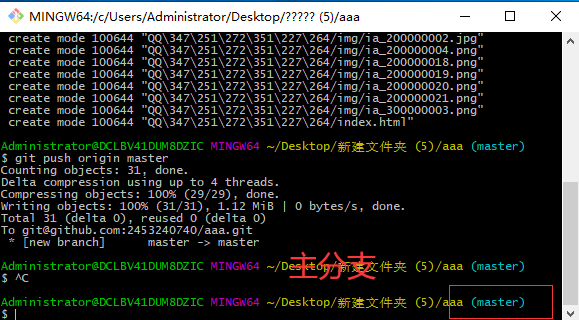 MINGW64:/c/Users/Administrator/Desktop/????? (5)/aaa
create mode 100644 "QQ\347\251\272\351\227\264/img/ia_200000002.jpg"
create mode 100644 "QQ\347\251\272\351\227\264/img/ia_200000004.png"
create mode 100644 "QQ\347\251\272\351\227\264/img/ia_200000018.png"
create mode 100644 "QQ\347\251\272\351\227\264/img/ia_200000019.png"
create mode 100644 "QQ\347\251\272\351\227\264/img/ia_200000020.png"
create mode 100644 "QQ\347\251\272\351\227\264/img/ia_200000021.png"
create mode 100644 "QQ\347\251\272\351\227\264/img/ia_300000003.png"
create mode 100644 "QQ\347\251\272\351\227\264/index.html"
Administrator@DCLBV41DUM8DZIC MINGW64 ~/Desktop/新建文件夹 (5)/aaa (master)
$ git push origin master
Counting objects: 31, done.
Delta compression using up to 4 threads.
Compressing objects: 100% (29/29), done.
Writing objects: 100% (31/31), 1.12 MiB | 0 bytes/s, done.
Total 31 (delta 0), reused 0 (delta 0)
To git@github.com:2453240740/aaa.git
* [new branch] master -> master
Administrator@DCLBV41DUM8DZIC MINGW64 ~/Desktop/新建文件夹 (5)/aaa (master)
主分支
$ ^C
Administrator@DCLBV41DUM8DZIC MINGW64 ~/Desktop/新建文件夹 (5)/aaa (master)
$